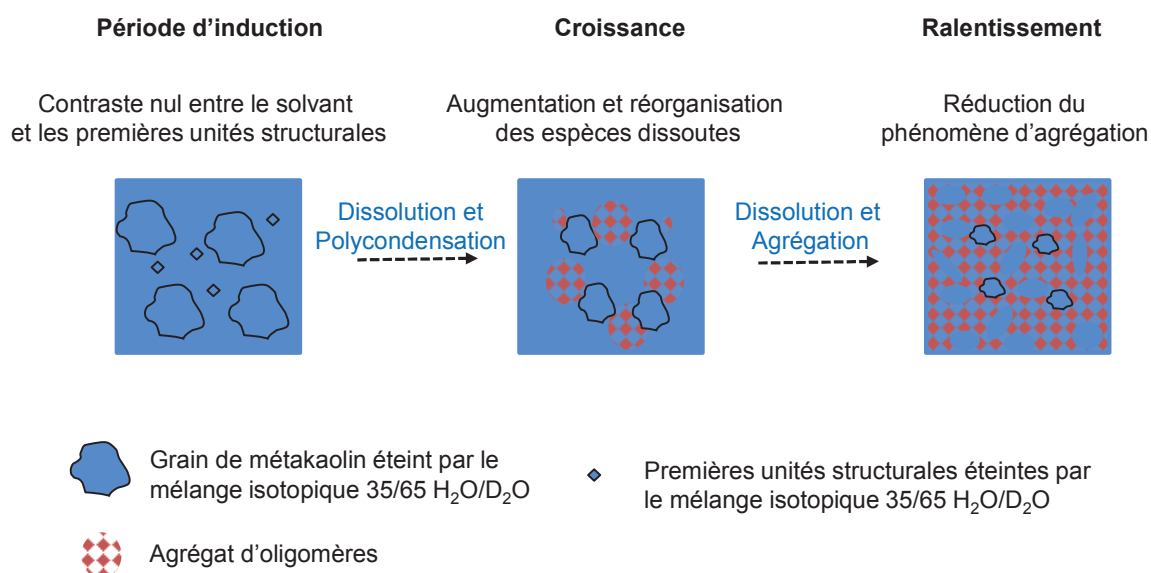 Période d'induction
Croissance
Ralentissement
Contraste nul entre le solvant
et les premières unités structurales
Augmentation et réorganisation
des espèces dissoutes
Réduction du
phénomène d'agrégation
Dissolution et
Polycondensation
Dissolution et
Agrégation
Grain de métakaolin éteint par le
mélange isotopique 35/65 H₂O/D₂O
Premières unités structurales éteintes par
le mélange isotopique 35/65 H₂O/D₂O
Agrégat d'oligomères